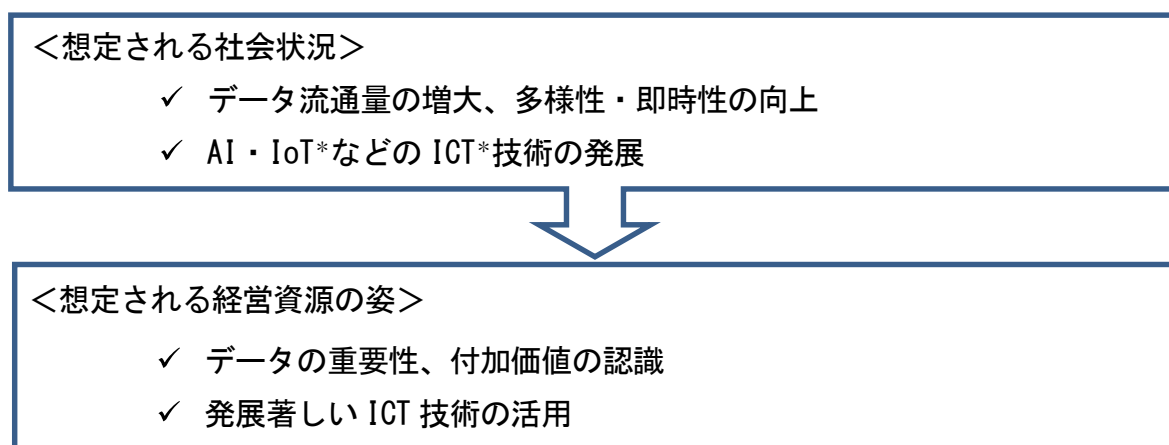 ＜想定される社会状況＞
✓ データ流通量の増大、多様性・即時性の向上
✓ AI・IoT*などの ICT*技術の発展
＜想定される経営資源の姿＞
✓ データの重要性、付加価値の認識
✓ 発展著しい ICT 技術の活用